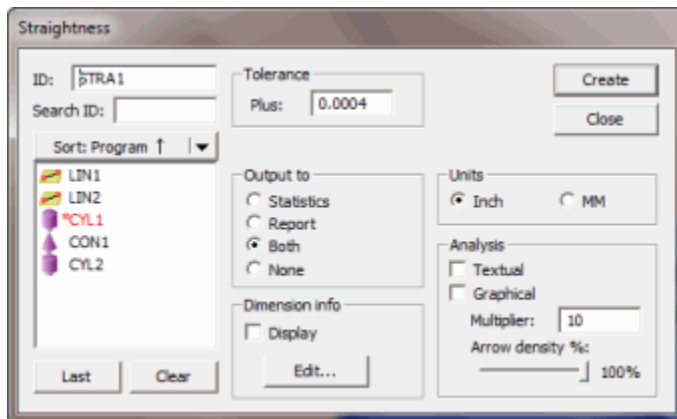 Straightness
ID: STRA1
Search ID:
Sort: Program ↑
LIN1
LIN2
*CYL1
CON1
CYL2
Last
Clear
Tolerance
Plus: 0.0004
Output to
Statistics
Report
Both
None
Dimension info
Display
Edit...
Create
Close
Units
Inch
MM
Analysis
Textual
Graphical
Multiplier: 10
Arrow density %:
100%